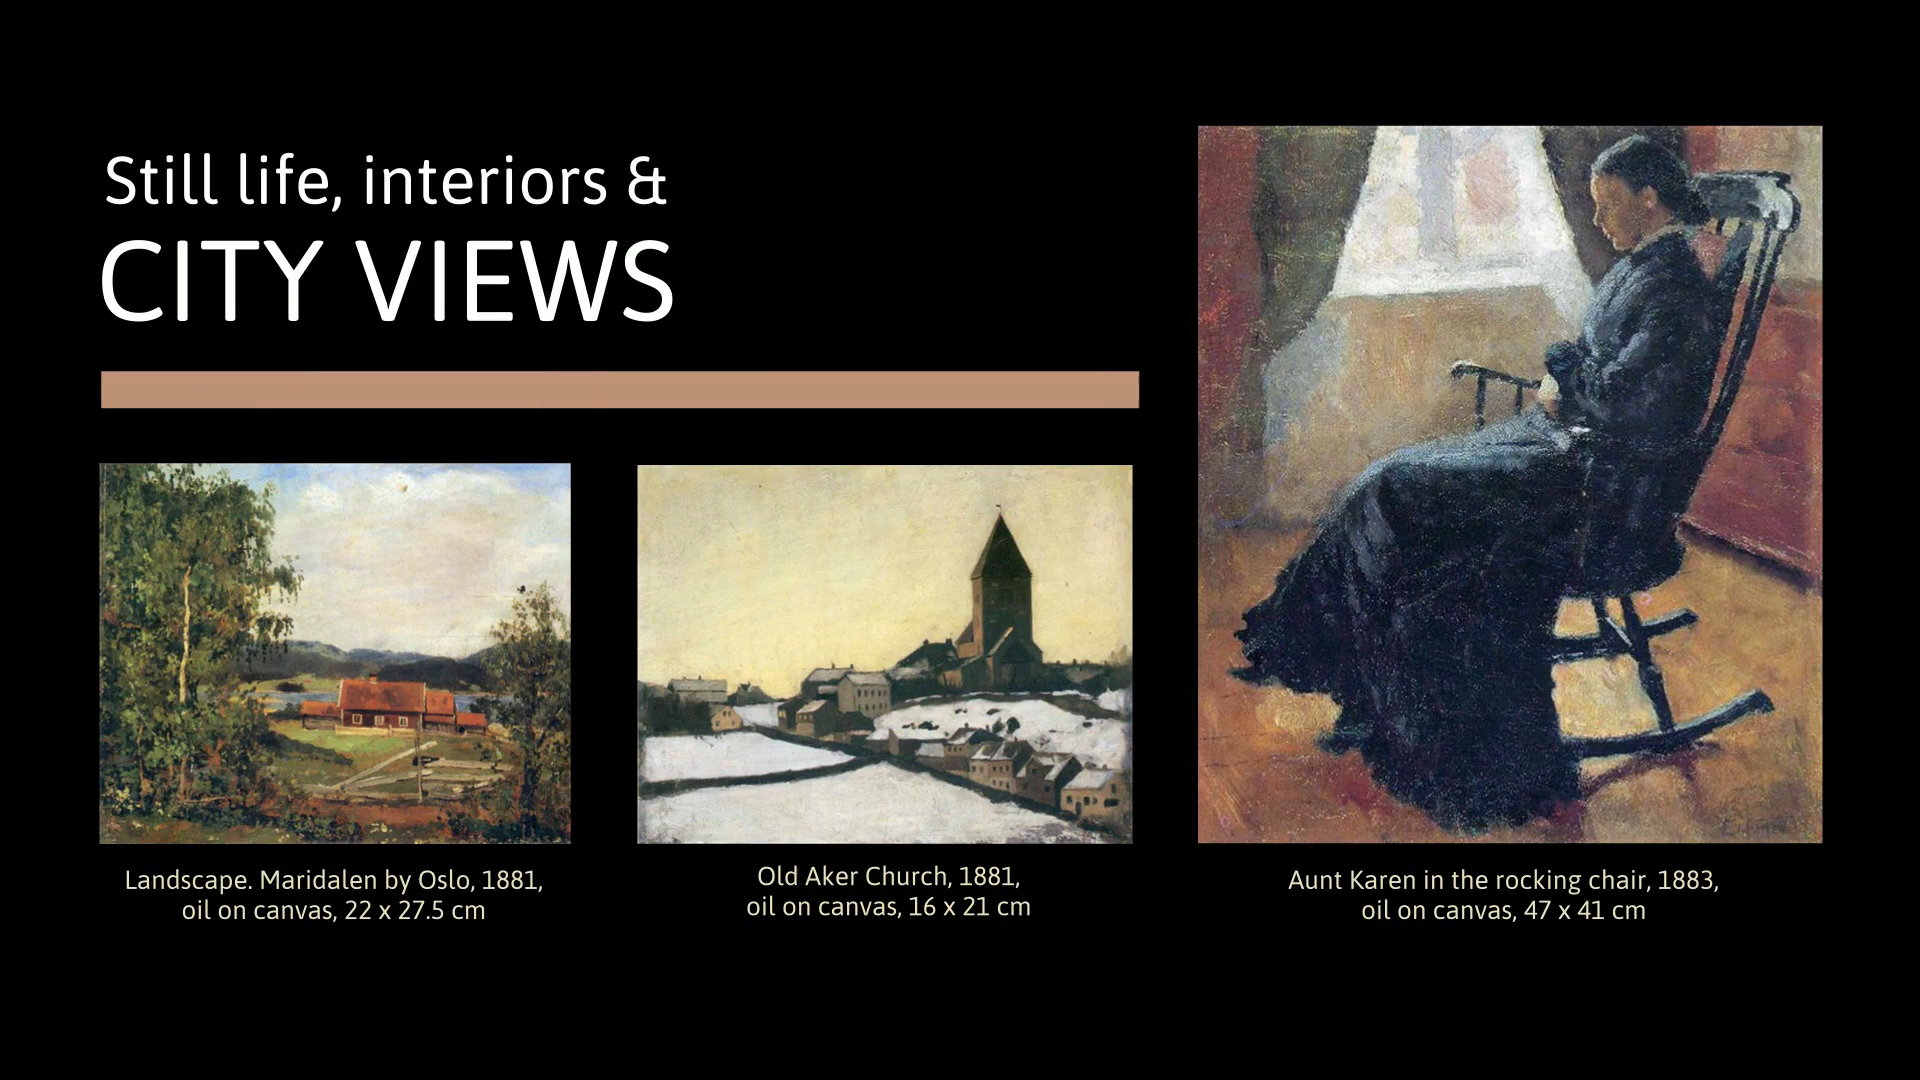 Still life, interiors &
CITY VIEWS
Landscape. Maridalen by Oslo, 1881,
oil on canvas, 22 x 27.5 cm
Old Aker Church, 1881,
oil on canvas, 16 x 21 cm
Aunt Karen in the rocking chair, 1883,
oil on canvas, 47 x 41 cm